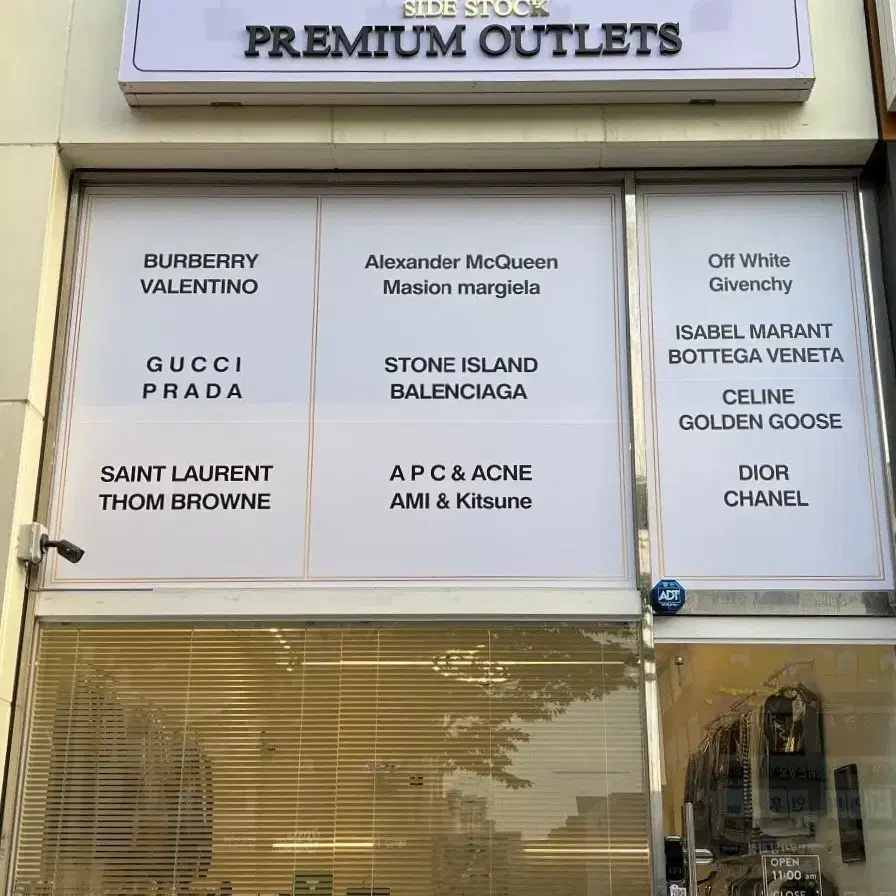 SIDE STOCK
PREMIUM OUTLETS
BURBERRY
VALENTINO
GUCCI
PRADA
SAINT LAURENT
THOM BROWNE
Alexander McQueen
Masion margiela
STONE ISLAND
BALENCIAGA
A P C & ACNE
AMI & Kitsune
Off White
Givenchy
ISABEL MARANT
BOTTEGA VENETA
CELINE
GOLDEN GOOSE
DIOR
CHANEL
ADT
OPEN
11:00 am
CLOSE